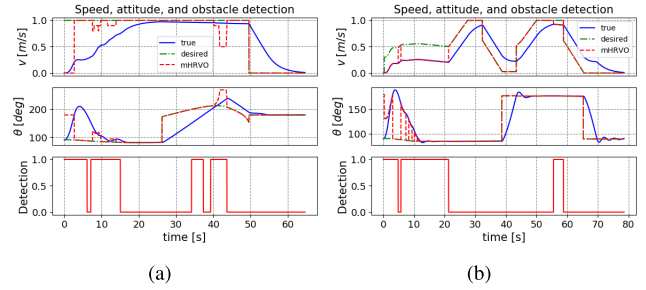 Speed, attitude, and obstacle detection
v [m/s]
1.0
0.5
0.0
true
desired
mHRVO
θ [deg]
200
100
Detection
1.0
0.5
0.0
0 10 20 30 40 50 60
time [s]
(a)
Speed, attitude, and obstacle detection
v [m/s]
1.0
0.5
0.0
true
desired
mHRVO
θ [deg]
150
100
Detection
1.0
0.5
0.0
0 10 20 30 40 50 60 70 80
time [s]
(b)